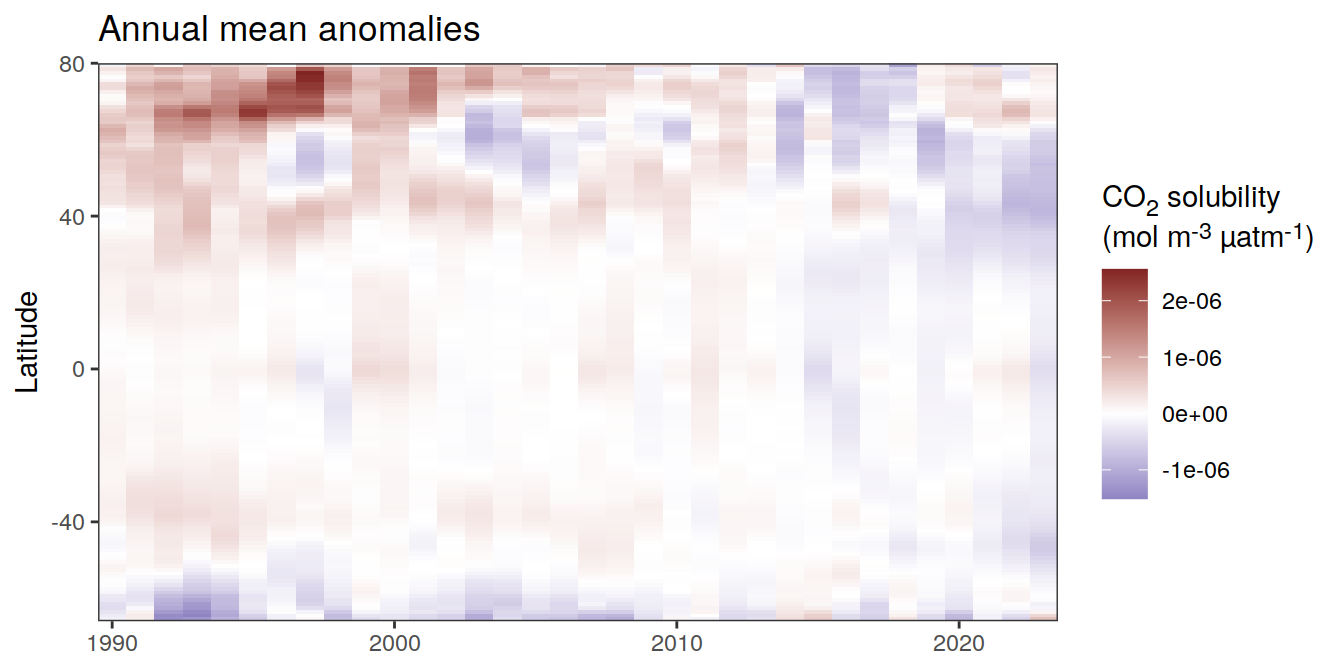 Annual mean anomalies
80
40
0
-40
Latitude
1990
2000
2010
2020
CO2 solubility
(mol m-3 µatm-1)
2e-06
1e-06
0e+00
-1e-06